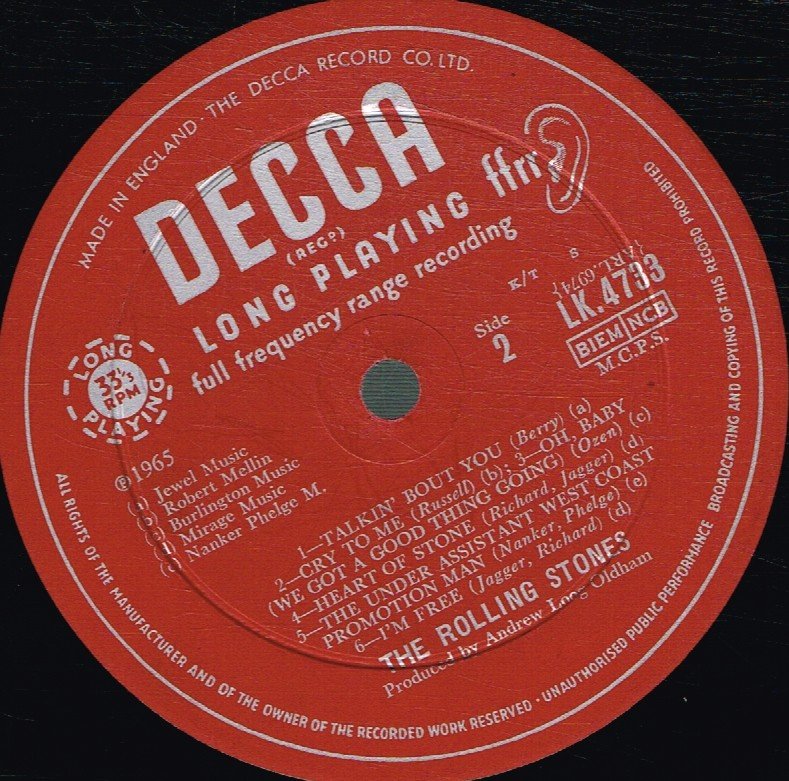 MADE IN ENGLAND · THE DECCA RECORD CO. LTD.
DECCA
(REGD)
LONG PLAYING ffrr
full frequency range recording
LONG
33⅓
RPM
PLAYING
K/T
S
(ARL.6974)
Side
2
LK.4733
BIEM/NCB
M.C.P.S.
℗1965
Jewel Music
Robert Mellin
Burlington Music
Mirage Music
Nanker Phelge M.
1—TALKIN' BOUT YOU (Berry) (a)
2—CRY TO ME (Russell) (b); 3—OH, BABY
(WE GOT A GOOD THING GOING) (Ozen) (c)
4—HEART OF STONE (Richard, Jagger) (d)
5—THE UNDER ASSISTANT WEST COAST
PROMOTION MAN (Nanker, Phelge) (e)
6—I'M FREE (Jagger, Richard) (d)
THE ROLLING STONES
Produced by Andrew Loog Oldham
ALL RIGHTS OF THE MANUFACTURER AND OF THE OWNER OF THE RECORDED WORK RESERVED · UNAUTHORISED PUBLIC PERFORMANCE BROADCASTING AND COPYING OF THIS RECORD PROHIBITED